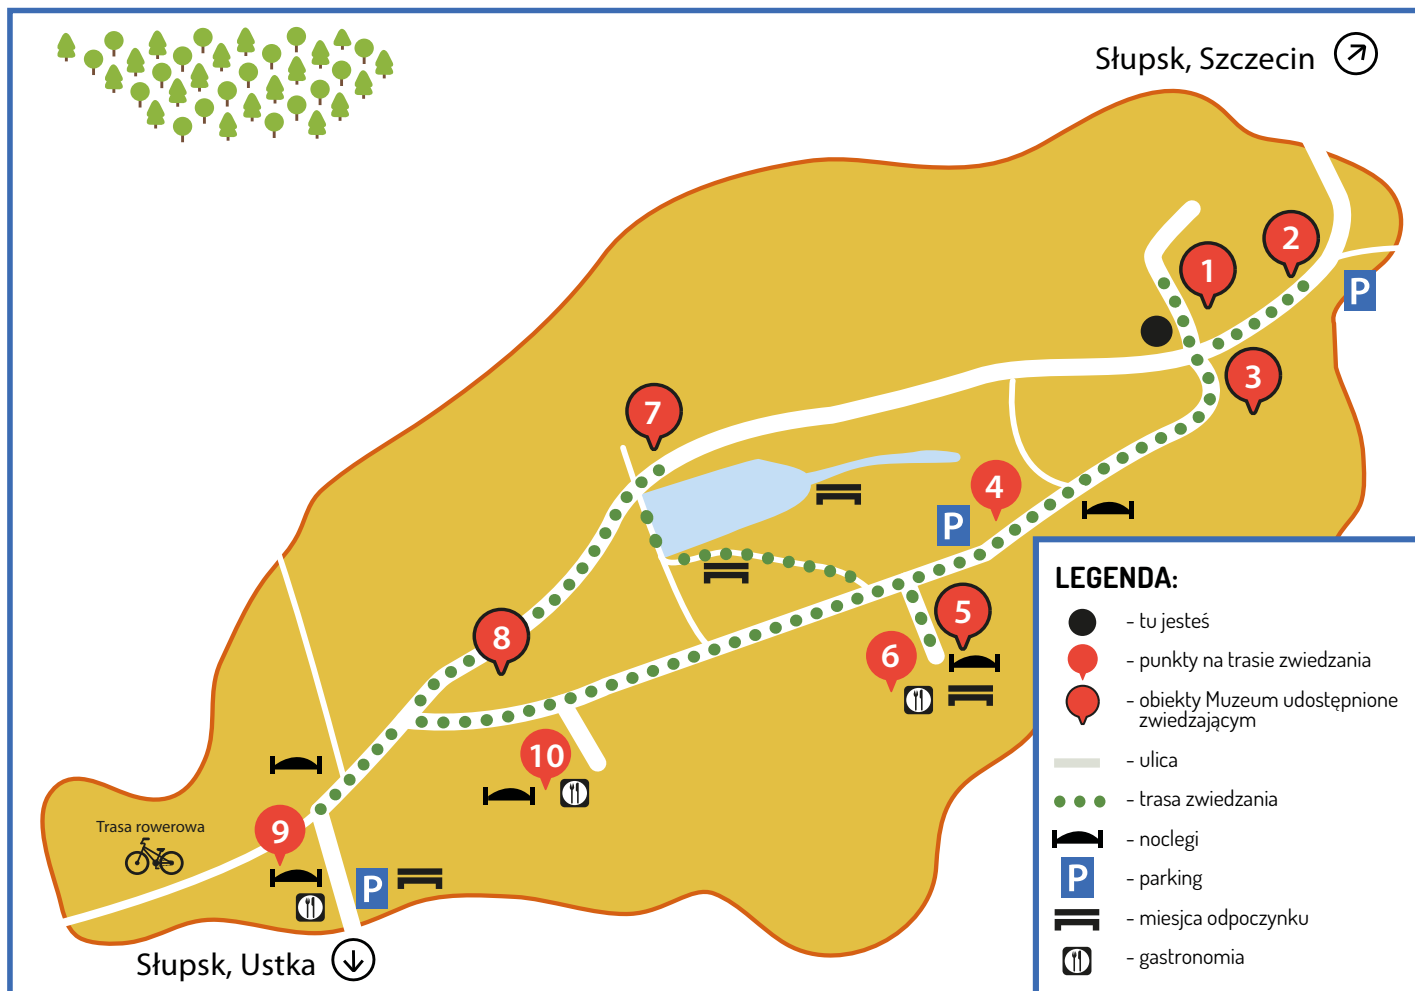 Słupsk, Szczecin
2
1
P
3
7
4
P
5
8
6
10
Trasa rowerowa
9
P
Słupsk, Ustka
LEGENDA:
- tu jesteś
- punkty na trasie zwiedzania
- obiekty Muzeum udostępnione
zwiedzającym
- ulica
- trasa zwiedzania
- noclegi
P - parking
- miesjca odpoczynku
- gastronomia